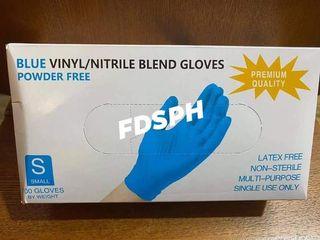 BLUE VINYL/NITRILE BLEND GLOVES
POWDER FREE
PREMIUM
QUALITY
FDSPH
S
SMALL
00 GLOVES
BY WEIGHT
LATEX FREE
NON-STERILE
MULTI-PURPOSE
SINGLE USE ONLY